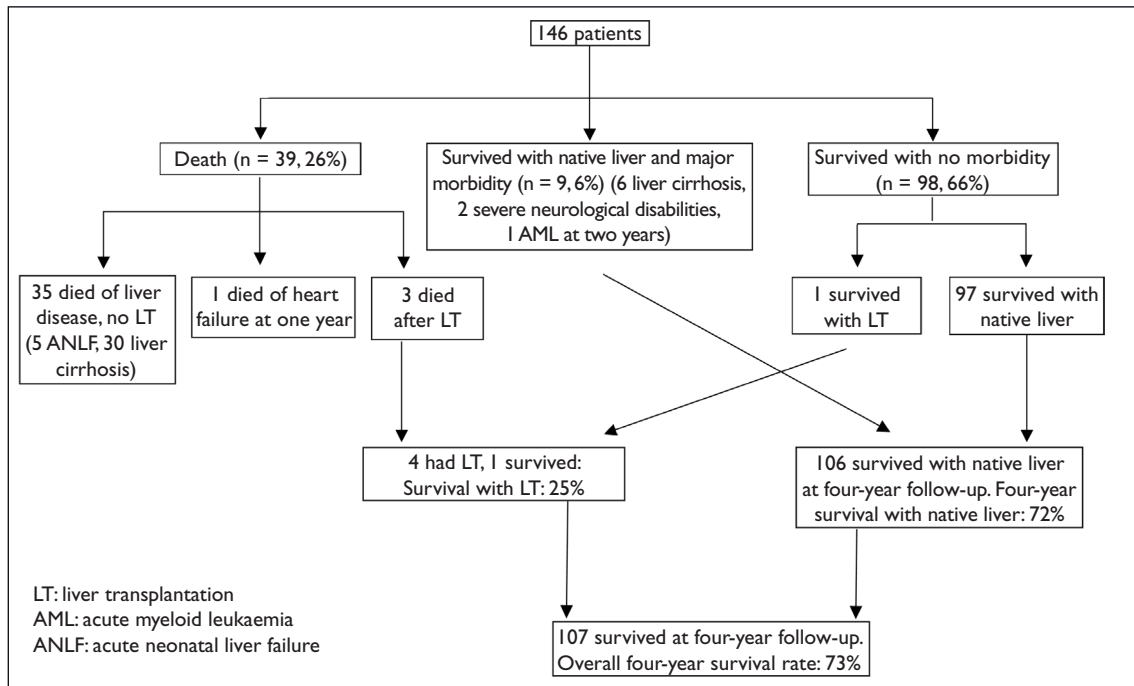 146 patients
Death (n = 39, 26%)
Survived with native liver and major
morbidity (n = 9, 6%) (6 liver cirrhosis,
2 severe neurological disabilities,
1 AML at two years)
Survived with no morbidity
(n = 98, 66%)
35 died of liver
disease, no LT
(5 ANLF, 30 liver
cirrhosis)
1 died of heart
failure at one year
3 died
after LT
1 survived
with LT
97 survived with
native liver
4 had LT, 1 survived:
Survival with LT: 25%
106 survived with native liver
at four-year follow-up. Four-year
survival with native liver: 72%
LT: liver transplantation
AML: acute myeloid leukaemia
ANLF: acute neonatal liver failure
107 survived at four-year follow-up.
Overall four-year survival rate: 73%